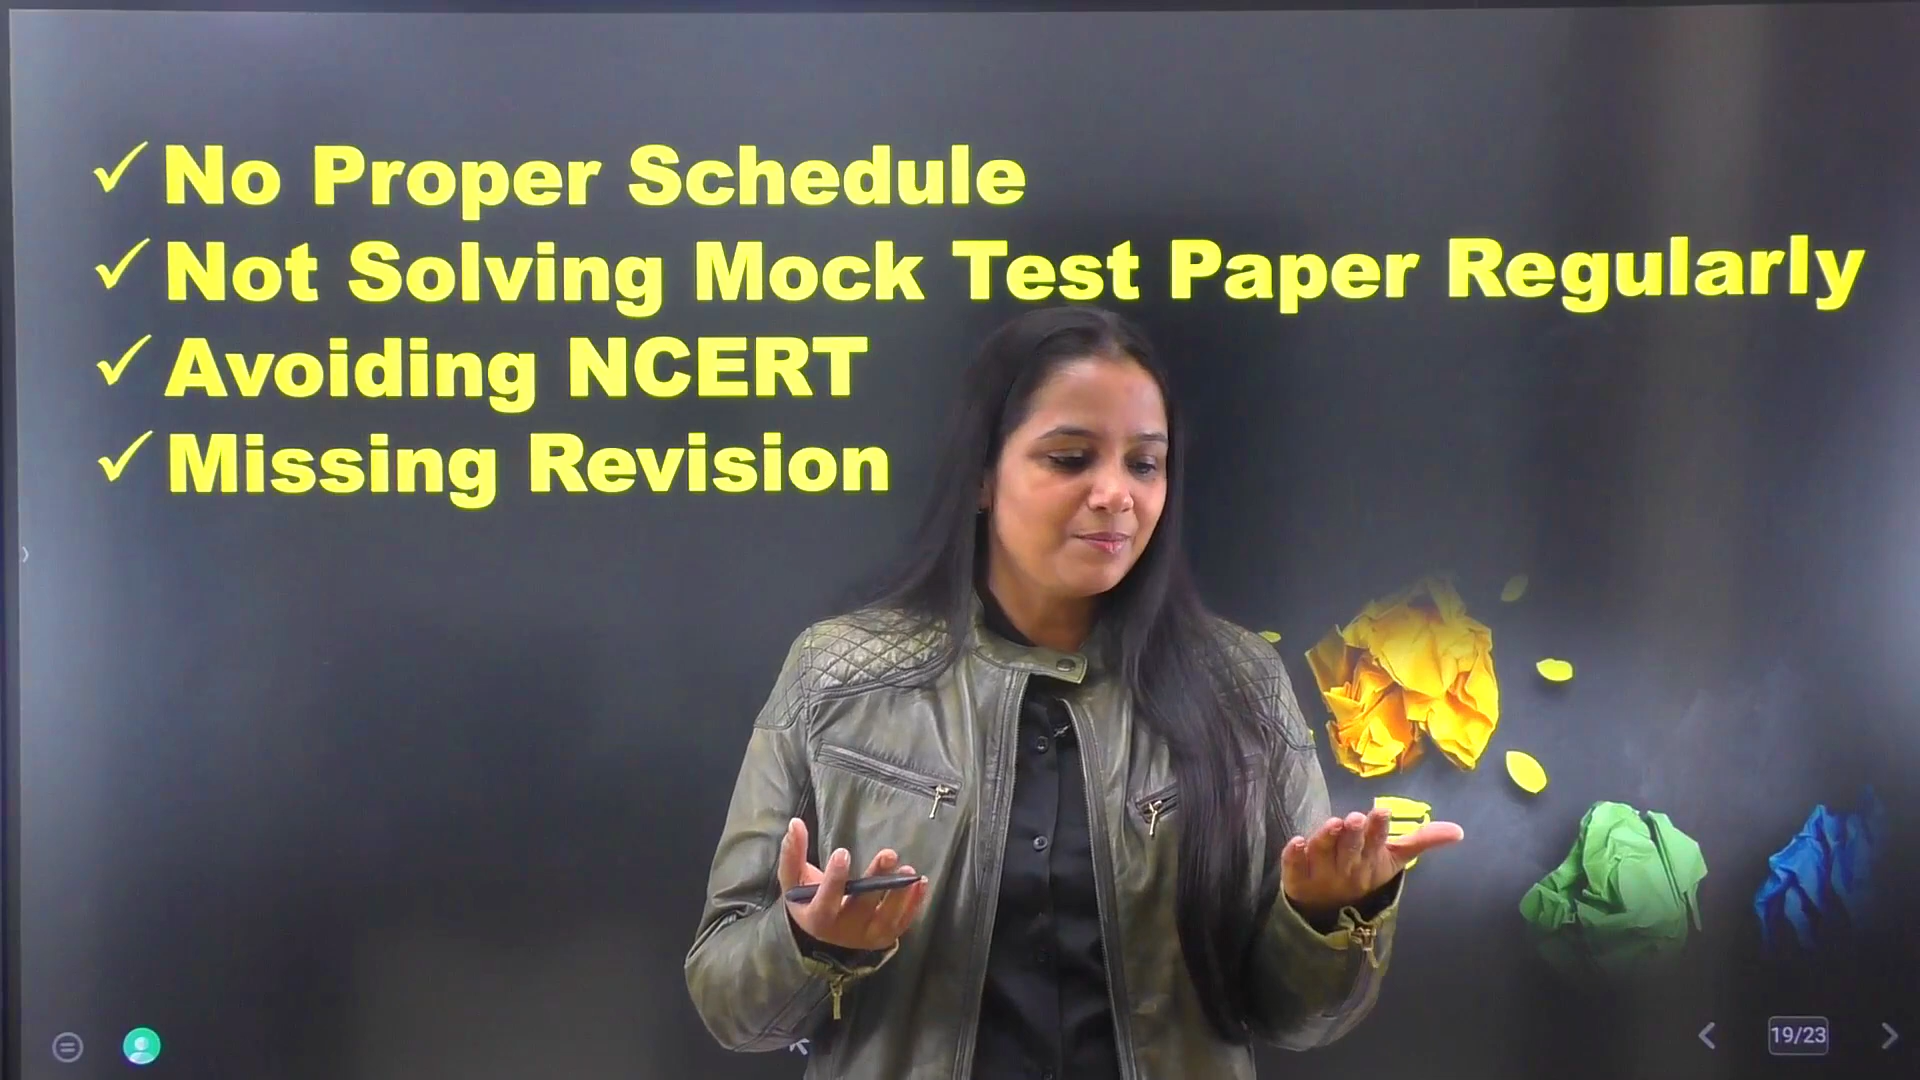 ✓ No Proper Schedule
✓ Not Solving Mock Test Paper Regularly
✓ Avoiding NCERT
✓ Missing Revision
19/23